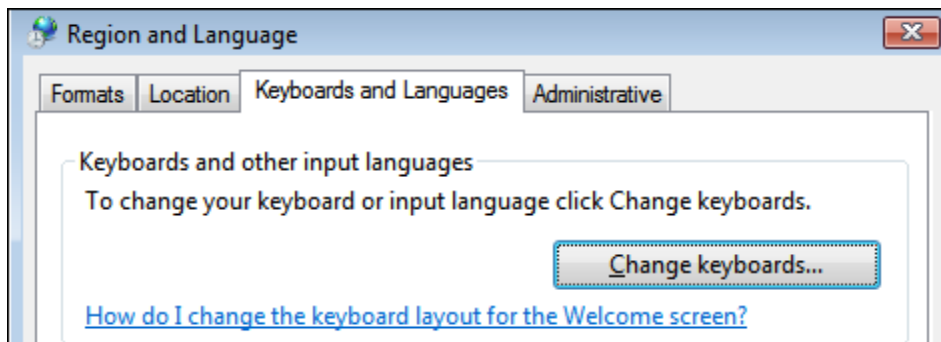 Region and Language
Formats Location Keyboards and Languages Administrative
Keyboards and other input languages
To change your keyboard or input language click Change keyboards.
Change keyboards...
How do I change the keyboard layout for the Welcome screen?